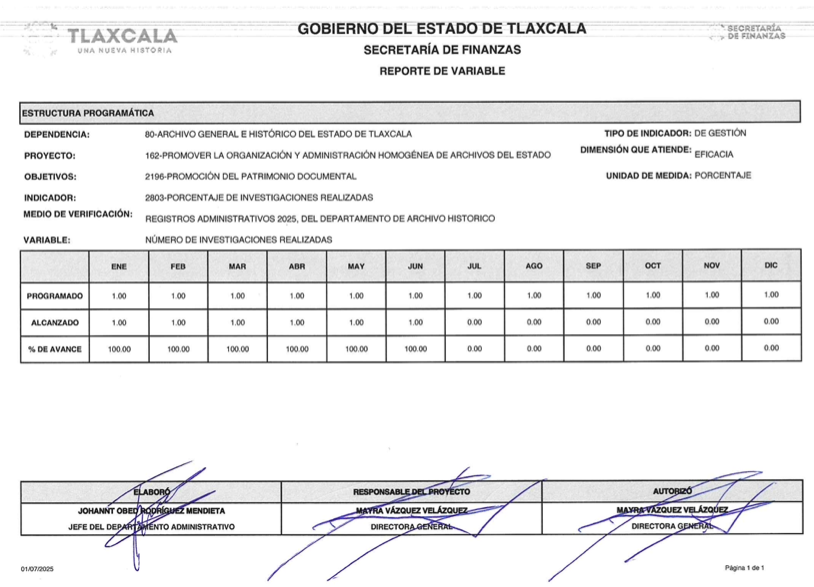 TLAXCALA
UNA NUEVA HISTORIA
GOBIERNO DEL ESTADO DE TLAXCALA
SECRETARÍA DE FINANZAS
REPORTE DE VARIABLE
SECRETARÍA
DE FINANZAS
ESTRUCTURA PROGRAMÁTICA
DEPENDENCIA: 80-ARCHIVO GENERAL E HISTÓRICO DEL ESTADO DE TLAXCALA TIPO DE INDICADOR: DE GESTIÓN
PROYECTO: 162-PROMOVER LA ORGANIZACIÓN Y ADMINISTRACIÓN HOMOGÉNEA DE ARCHIVOS DEL ESTADO DIMENSIÓN QUE ATIENDE: EFICACIA
OBJETIVOS: 2196-PROMOCIÓN DEL PATRIMONIO DOCUMENTAL UNIDAD DE MEDIDA: PORCENTAJE
INDICADOR: 2803-PORCENTAJE DE INVESTIGACIONES REALIZADAS
MEDIO DE VERIFICACIÓN: REGISTROS ADMINISTRATIVOS 2025, DEL DEPARTAMENTO DE ARCHIVO HISTORICO
VARIABLE: NÚMERO DE INVESTIGACIONES REALIZADAS
ENE FEB MAR ABR MAY JUN JUL AGO SEP OCT NOV DIC
PROGRAMADO 1.00 1.00 1.00 1.00 1.00 1.00 1.00 1.00 1.00 1.00 1.00 1.00
ALCANZADO 1.00 1.00 1.00 1.00 1.00 1.00 0.00 0.00 0.00 0.00 0.00 0.00
% DE AVANCE 100.00 100.00 100.00 100.00 100.00 100.00 0.00 0.00 0.00 0.00 0.00 0.00
ELABORÓ RESPONSABLE DEL PROYECTO AUTORIZÓ
JOHANNT OBED RODRÍGUEZ MENDIETA MAYRA VÁZQUEZ VELÁZQUEZ MAYRA VÁZQUEZ VELÁZQUEZ
JEFE DEL DEPARTAMENTO ADMINISTRATIVO DIRECTORA GENERAL DIRECTORA GENERAL
01/07/2025 Página 1 de 1